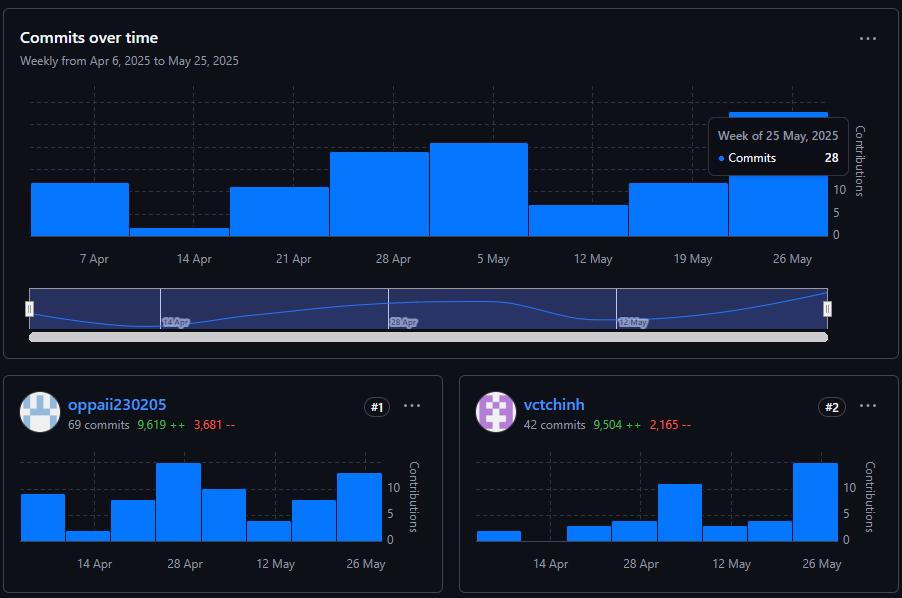 Commits over time
Weekly from Apr 6, 2025 to May 25, 2025
Week of 25 May, 2025
Commits 28
Contributions
10
5
0
7 Apr 14 Apr 21 Apr 28 Apr 5 May 12 May 19 May 26 May
14 Apr 28 Apr 12 May
oppaii230205 #1
69 commits 9,619 ++ 3,681 --
Contributions
10
5
0
14 Apr 28 Apr 12 May 26 May
vctchinh #2
42 commits 9,504 ++ 2,165 --
Contributions
10
5
0
14 Apr 28 Apr 12 May 26 May